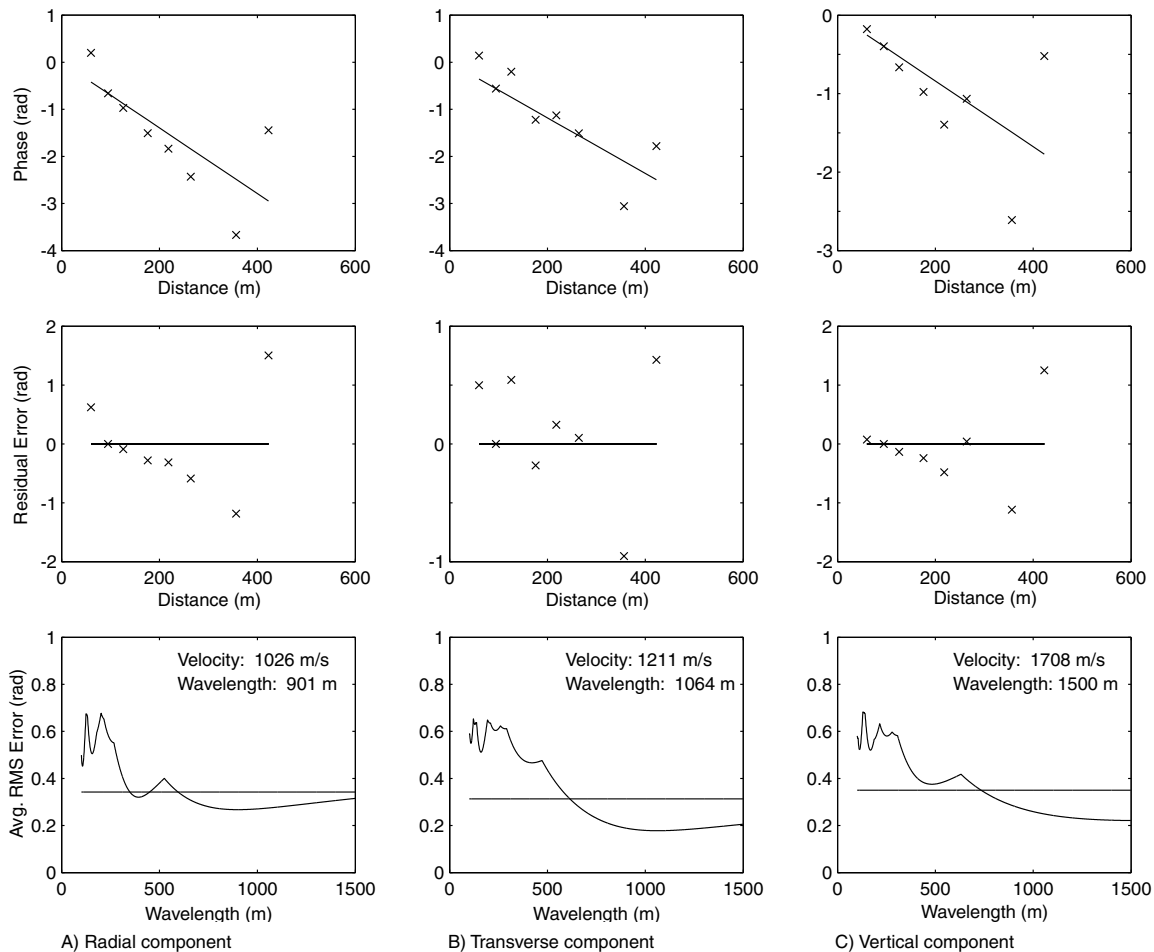 1
0
-1
-2
-3
-4
Phase (rad)
0 200 400 600
Distance (m)
1
0
-1
-2
-3
-4
0 200 400 600
Distance (m)
-0
-1
-2
-3
0 200 400 600
Distance (m)
2
1
0
-1
-2
Residual Error (rad)
0 200 400 600
Distance (m)
1
0
-1
0 200 400 600
Distance (m)
2
1
0
-1
-2
0 200 400 600
Distance (m)
1
0.8
0.6
0.4
0.2
0
Avg. RMS Error (rad)
Velocity: 1026 m/s
Wavelength: 901 m
0 500 1000 1500
Wavelength (m)
A) Radial component
1
0.8
0.6
0.4
0.2
0
Velocity: 1211 m/s
Wavelength: 1064 m
0 500 1000 1500
Wavelength (m)
B) Transverse component
1
0.8
0.6
0.4
0.2
0
Velocity: 1708 m/s
Wavelength: 1500 m
0 500 1000 1500
Wavelength (m)
C) Vertical component